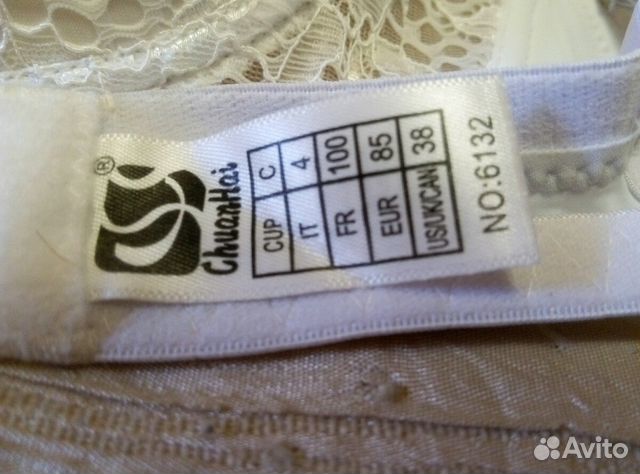 ®
ChuanHai
CUP C
IT 4
FR 100
EUR 85
US/UK/CAN 38
NO:6132
Avito